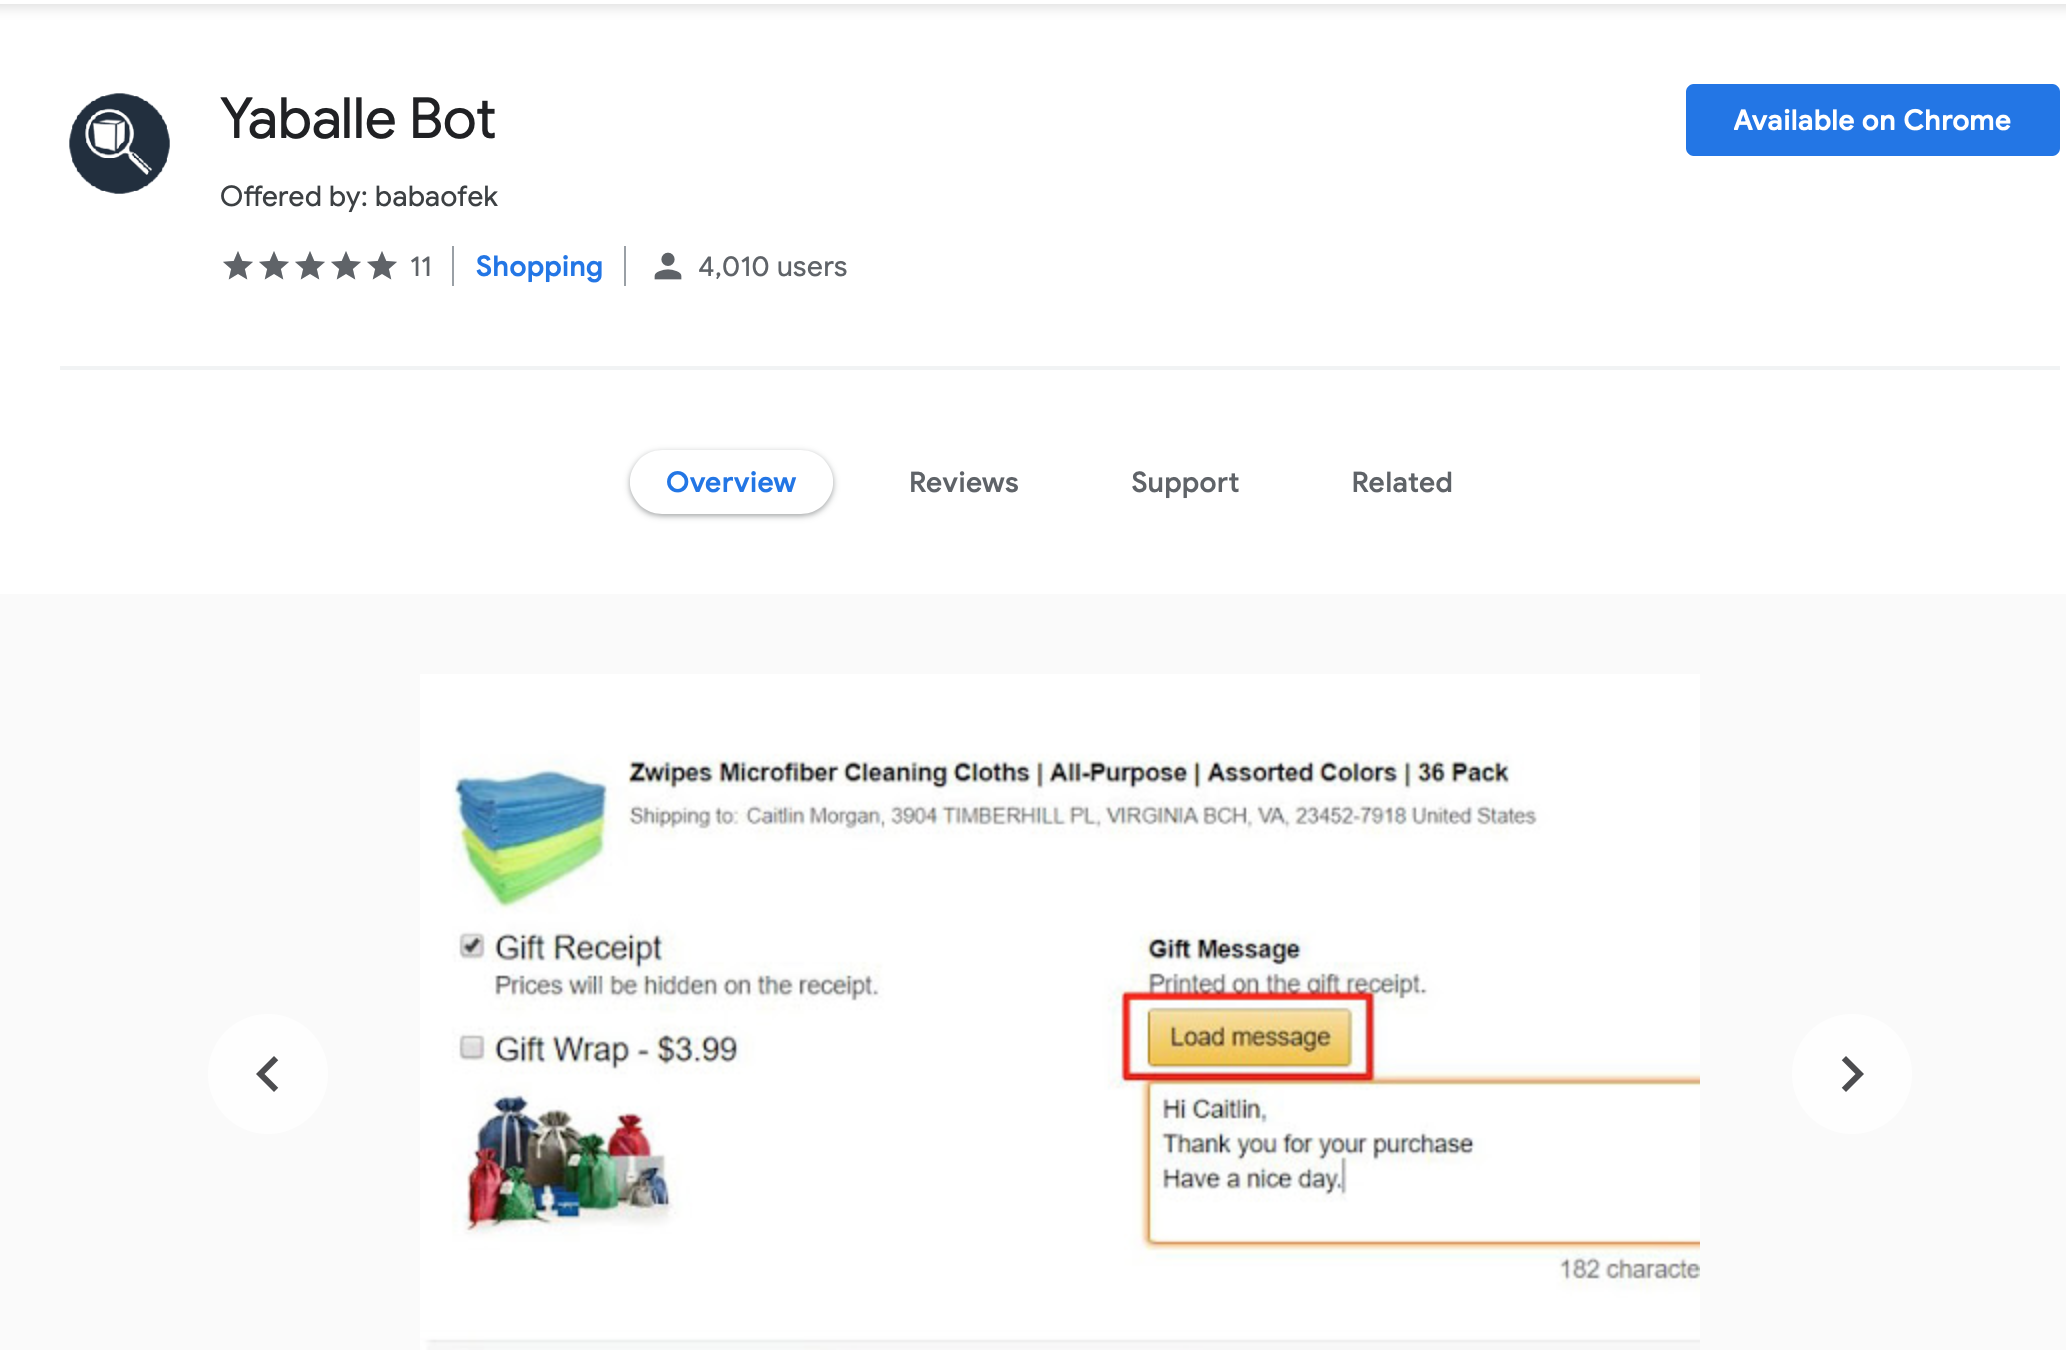 Yaballe Bot
Available on Chrome
Offered by: babaofek
11
Shopping
4,010 users
Overview
Reviews
Support
Related
Zwipes Microfiber Cleaning Cloths | All-Purpose | Assorted Colors | 36 Pack
Shipping to: Caitlin Morgan, 3904 TIMBERHILL PL, VIRGINIA BCH, VA, 23452-7918 United States
Gift Receipt
Prices will be hidden on the receipt.
Gift Wrap - $3.99
Gift Message
Printed on the gift receipt.
Load message
Hi Caitlin,
Thank you for your purchase
Have a nice day.
182 characte